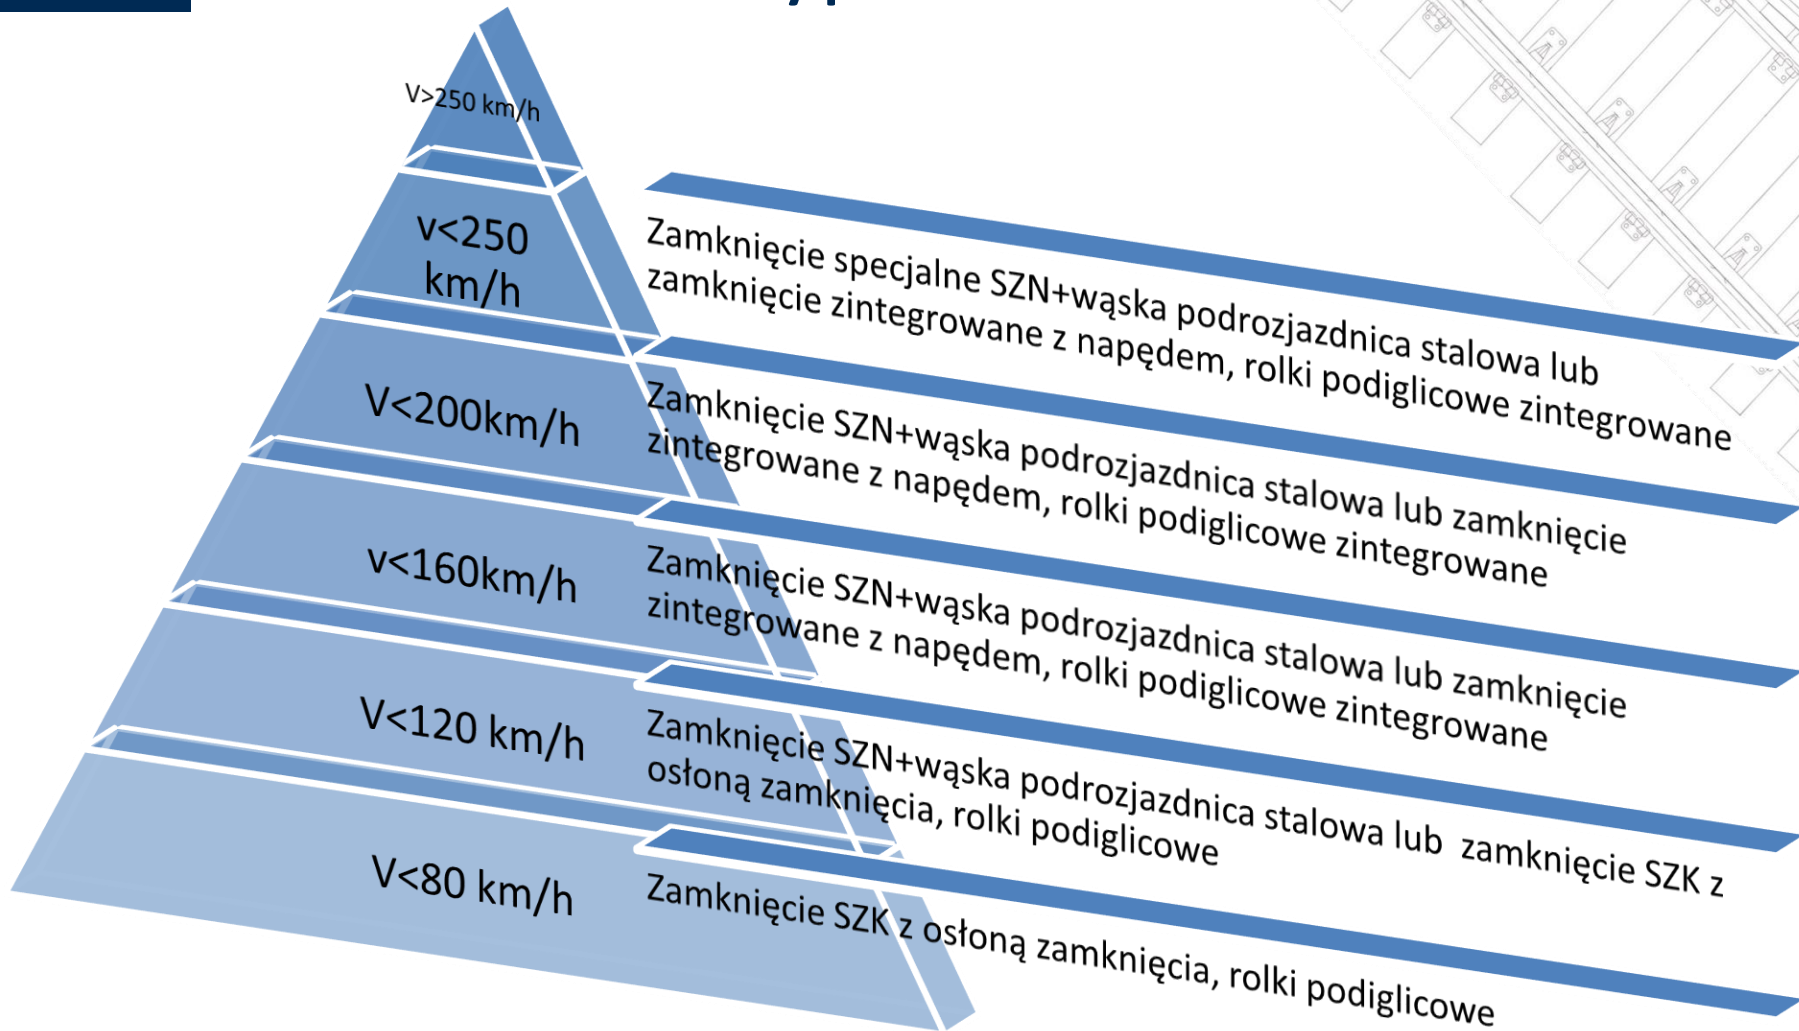 V>250 km/h
v<250
km/h
Zamknięcie specjalne SZN+wąska podrozjazdnica stalowa lub
zamknięcie zintegrowane z napędem, rolki podiglicowe zintegrowane
V<200km/h
Zamknięcie SZN+wąska podrozjazdnica stalowa lub zamknięcie
zintegrowane z napędem, rolki podiglicowe zintegrowane
v<160km/h
Zamknięcie SZN+wąska podrozjazdnica stalowa lub zamknięcie
zintegrowane z napędem, rolki podiglicowe zintegrowane
V<120 km/h
Zamknięcie SZN+wąska podrozjazdnica stalowa lub  zamknięcie SZK z
osłoną zamknięcia, rolki podiglicowe
V<80 km/h
Zamknięcie SZK z osłoną zamknięcia, rolki podiglicowe